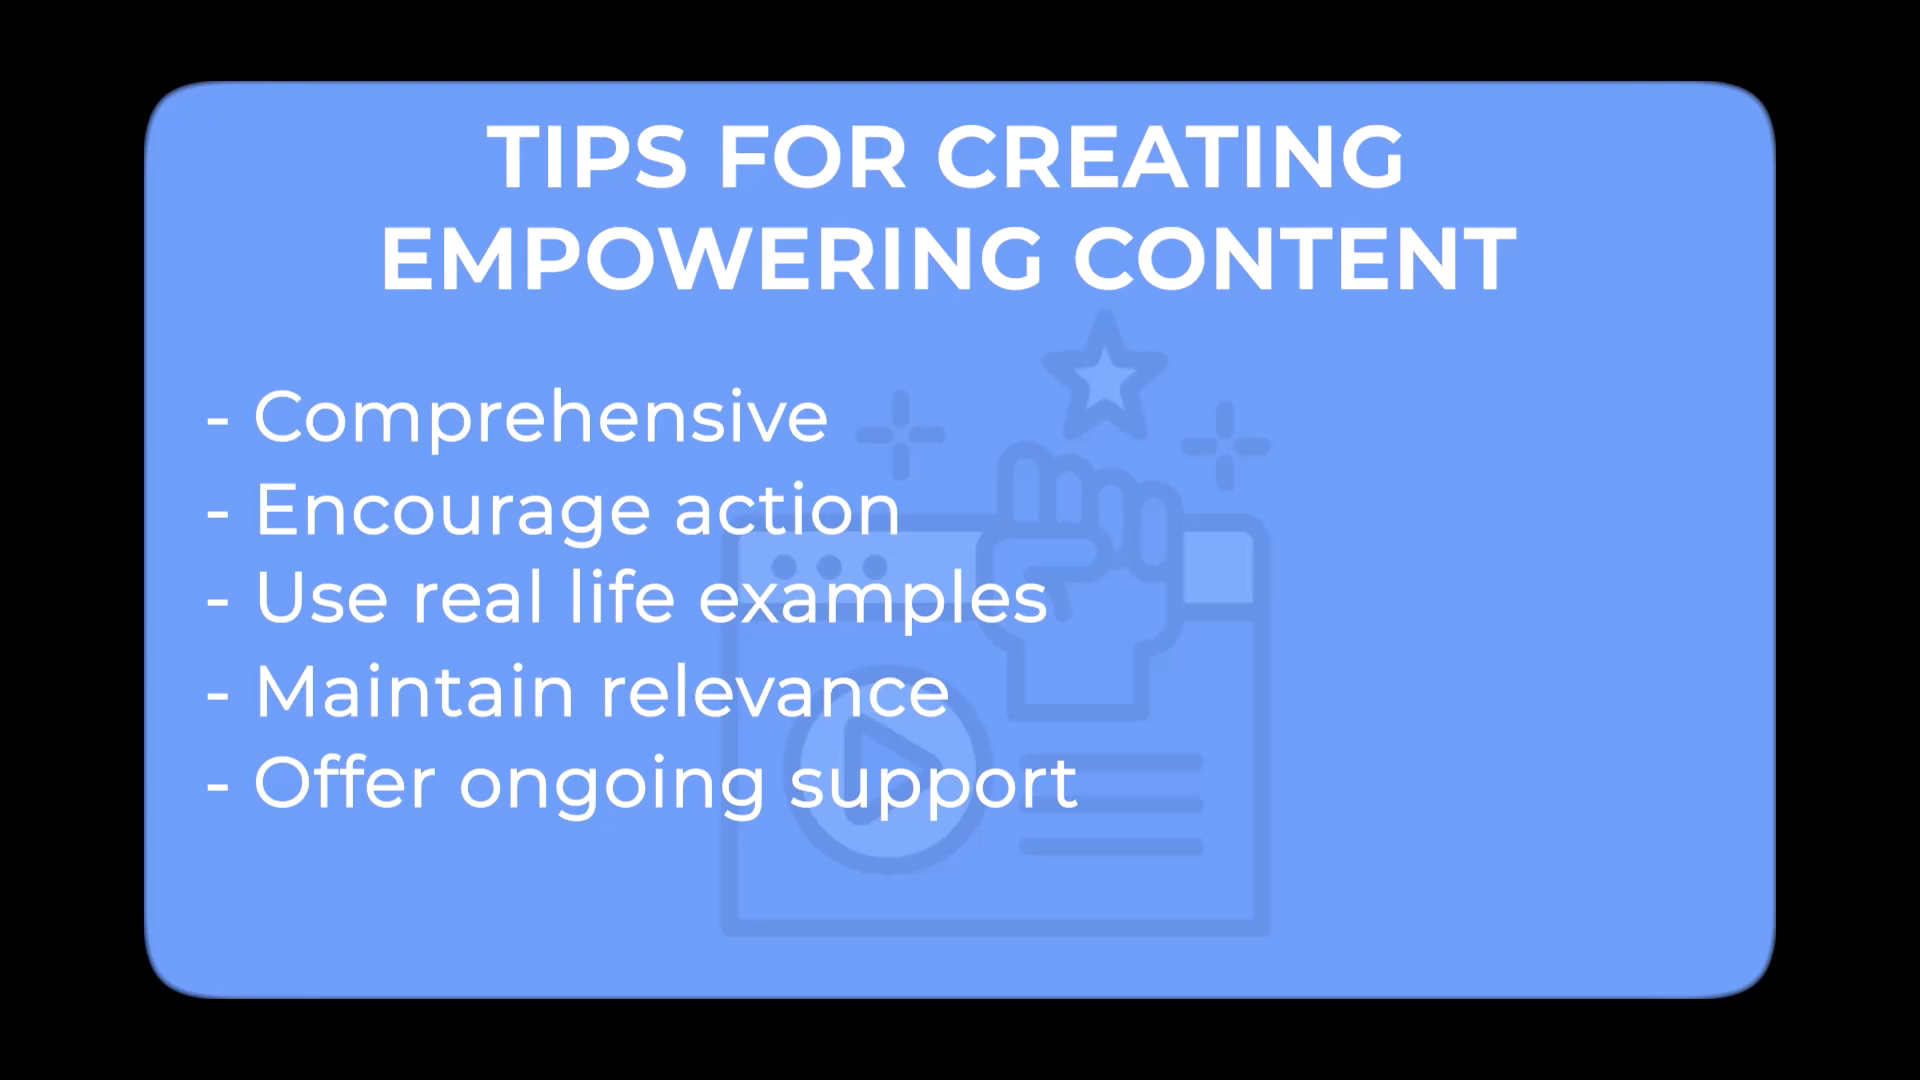 TIPS FOR CREATING
EMPOWERING CONTENT
- Comprehensive
- Encourage action
- Use real life examples
- Maintain relevance
- Offer ongoing support